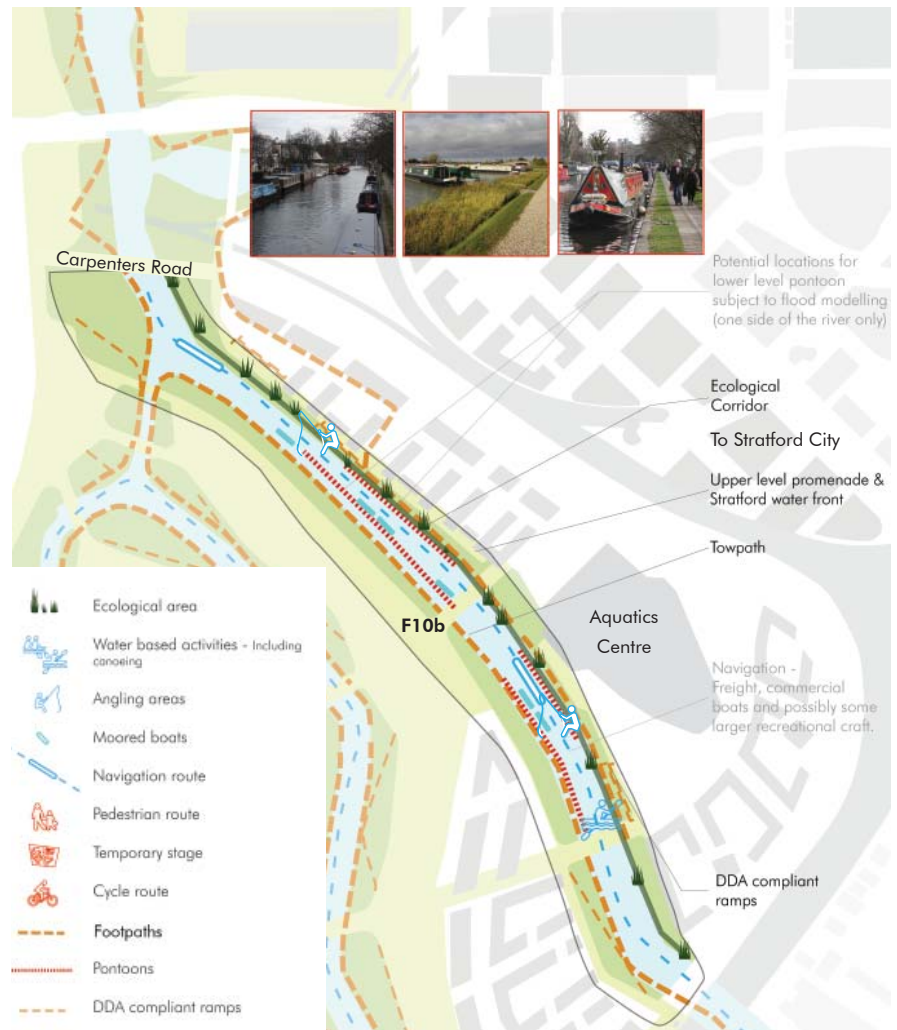 Carpenters Road
Potential locations for
lower level pontoon
subject to flood modelling
(one side of the river only)
Ecological
Corridor
To Stratford City
Upper level promenade &
Stratford water front
Towpath
F10b
Aquatics
Centre
Navigation -
Freight, commercial
boats and possibly some
larger recreational craft.
DDA compliant
ramps
Ecological area
Water based activities - Including
canoeing
Angling areas
Moored boats
Navigation route
Pedestrian route
Temporary stage
Cycle route
Footpaths
Pontoons
DDA compliant ramps